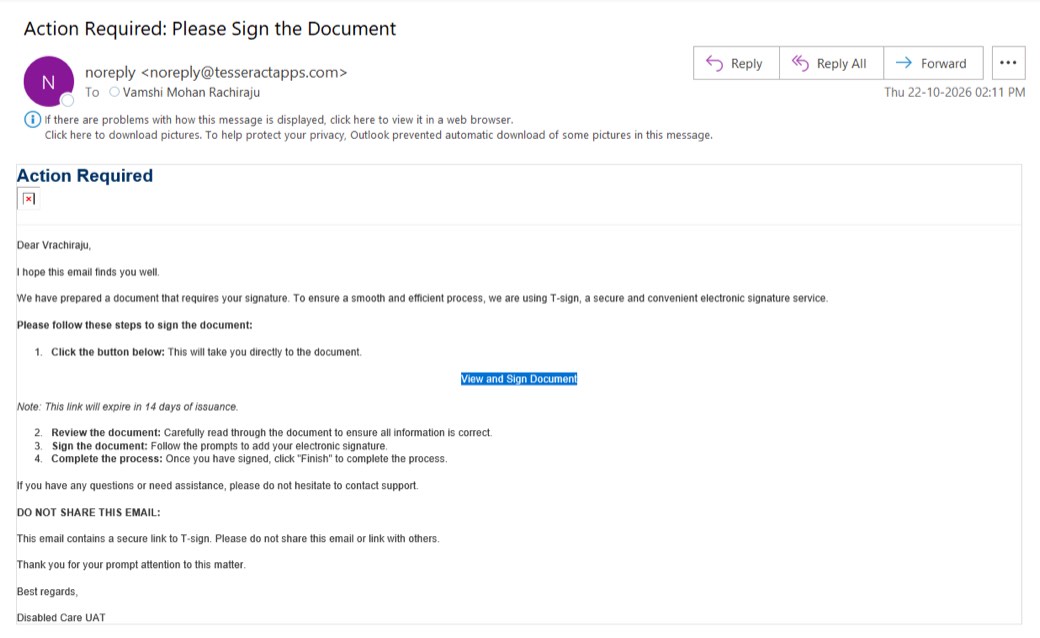 Action Required: Please Sign the Document
N
noreply <noreply@tesseractapps.com>
To Vamshi Mohan Rachiraju
Reply
Reply All
Forward
Thu 22-10-2026 02:11 PM
If there are problems with how this message is displayed, click here to view it in a web browser.
Click here to download pictures. To help protect your privacy, Outlook prevented automatic download of some pictures in this message.
Action Required
Dear Vrachiraju,
I hope this email finds you well.
We have prepared a document that requires your signature. To ensure a smooth and efficient process, we are using T-sign, a secure and convenient electronic signature service.
Please follow these steps to sign the document:
1. Click the button below: This will take you directly to the document.
View and Sign Document
Note: This link will expire in 14 days of issuance.
2. Review the document: Carefully read through the document to ensure all information is correct.
3. Sign the document: Follow the prompts to add your electronic signature.
4. Complete the process: Once you have signed, click "Finish" to complete the process.
If you have any questions or need assistance, please do not hesitate to contact support.
DO NOT SHARE THIS EMAIL:
This email contains a secure link to T-sign. Please do not share this email or link with others.
Thank you for your prompt attention to this matter.
Best regards,
Disabled Care UAT